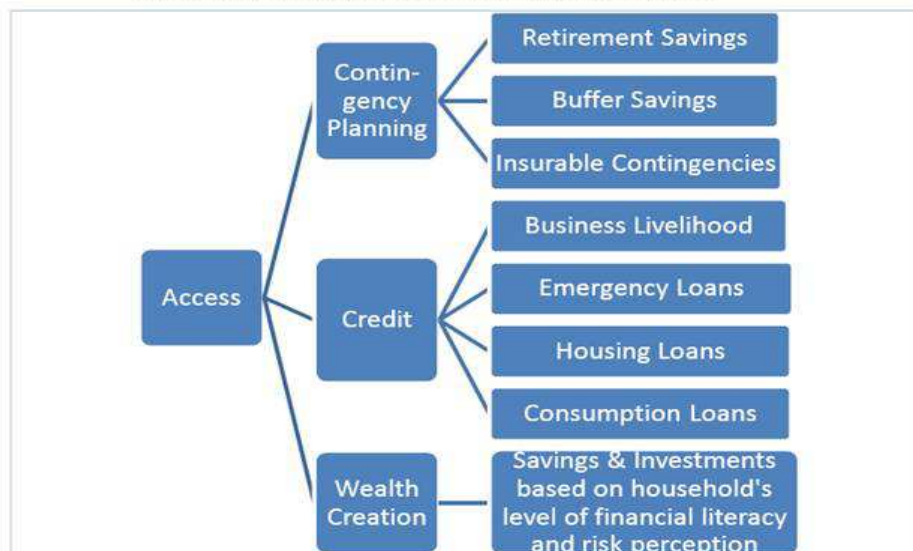 Access
Contin-
gency
Planning
Retirement Savings
Buffer Savings
Insurable Contingencies
Credit
Business Livelihood
Emergency Loans
Housing Loans
Consumption Loans
Wealth
Creation
Savings & Investments
based on household's
level of financial literacy
and risk perception